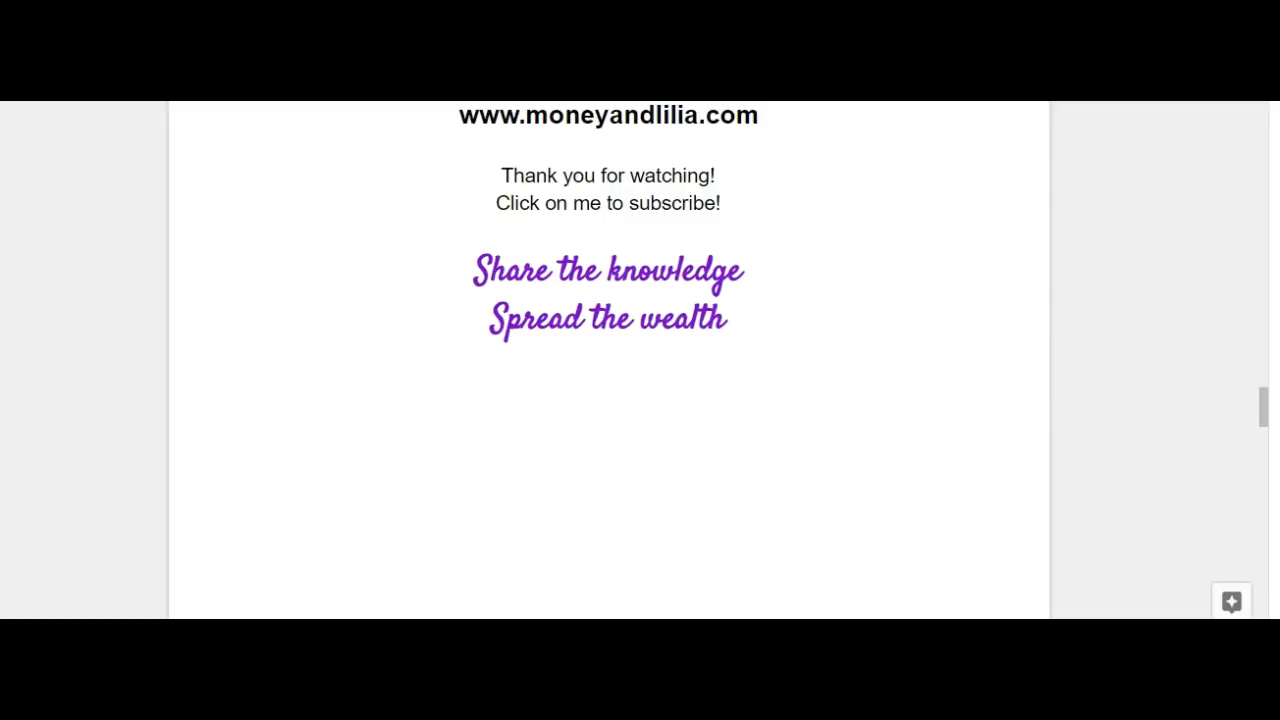 www.moneyandlilia.com
Thank you for watching!
Click on me to subscribe!
Share the knowledge
Spread the wealth